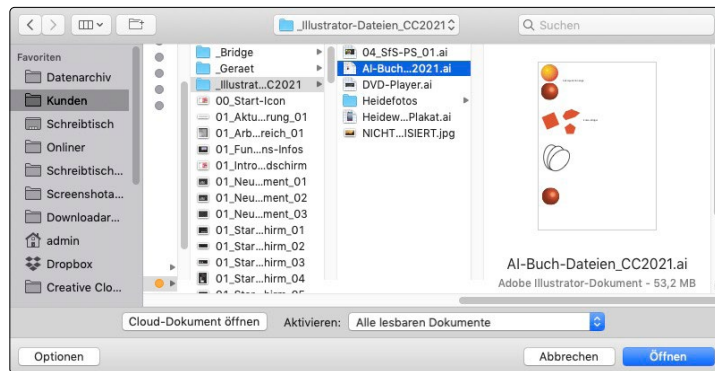 _Illustrator-Dateien_CC2021
Suchen
Favoriten
Datenarchiv
Kunden
Schreibtisch
Onliner
Schreibtisch...
Screenshota...
Downloadar...
admin
Dropbox
Creative Clo...
_Bridge
_Geraet
_Illustrat...C2021
00_Start-Icon
01_Aktu...rung_01
01_Arb...reich_01
01_Fun...ns-Infos
01_Intro...dschirm
01_Neu...ment_01
01_Neu...ment_02
01_Neu...ment_03
01_Star...hirm_01
01_Star...hirm_02
01_Star...hirm_03
01_Star...hirm_04
01_Star...hirm_05
04_SfS-PS_01.ai
AI-Buch...2021.ai
DVD-Player.ai
Heidefotos
Heidew...Plakat.ai
NICHT...ISIERT.jpg
AI-Buch-Dateien_CC2021.ai
Adobe Illustrator-Dokument - 53,2 MB
Cloud-Dokument öffnen
Aktivieren:
Alle lesbaren Dokumente
Optionen
Abbrechen
Öffnen